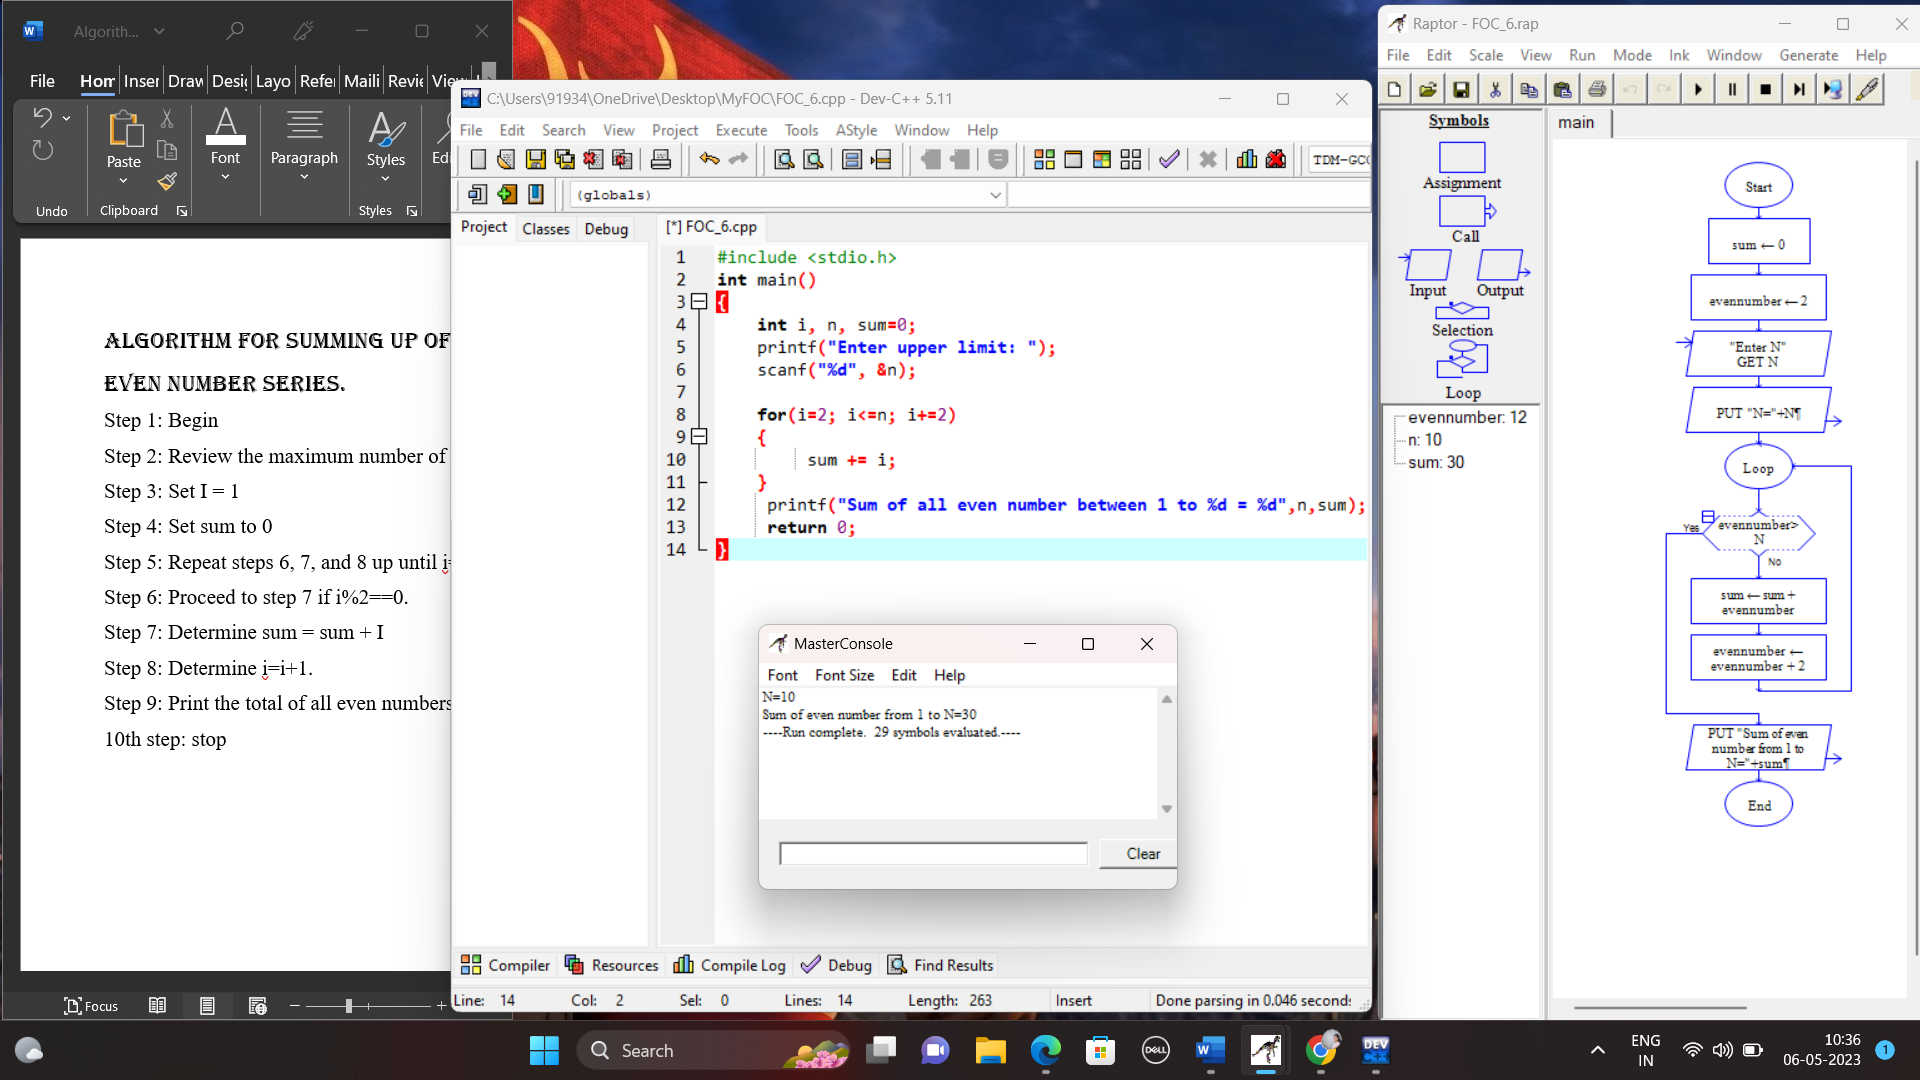 Algorith...
File Hom Inser Draw Desig Layo Refer Maili Revie View
Paste
Font
Paragraph
Styles
Undo
Clipboard
Styles
ALGORITHM FOR SUMMING UP OF
EVEN NUMBER SERIES.
Step 1: Begin
Step 2: Review the maximum number of
Step 3: Set I = 1
Step 4: Set sum to 0
Step 5: Repeat steps 6, 7, and 8 up until i=
Step 6: Proceed to step 7 if i%2==0.
Step 7: Determine sum = sum + I
Step 8: Determine i=i+1.
Step 9: Print the total of all even numbers
10th step: stop
Focus
C:\Users\91934\OneDrive\Desktop\MyFOC\FOC_6.cpp - Dev-C++ 5.11
File Edit Search View Project Execute Tools AStyle Window Help
TDM-GCC
(globals)
Project Classes Debug
[*] FOC_6.cpp
1 #include <stdio.h>
2 int main()
3 {
4 int i, n, sum=0;
5 printf("Enter upper limit: ");
6 scanf("%d", &n);
7
8 for(i=2; i<=n; i+=2)
9 {
10 sum += i;
11 }
12 printf("Sum of all even number between 1 to %d = %d",n,sum);
13 return 0;
14 }
MasterConsole
Font Font Size Edit Help
N=10
Sum of even number from 1 to N=30
----Run complete. 29 symbols evaluated.----
Clear
Compiler Resources Compile Log Debug Find Results
Line: 14 Col: 2 Sel: 0 Lines: 14 Length: 263 Insert Done parsing in 0.046 seconds
Raptor - FOC_6.rap
File Edit Scale View Run Mode Ink Window Generate Help
Symbols
Assignment
Call
Input Output
Selection
Loop
evennumber: 12
n: 10
sum: 30
main
Start
sum ← 0
evennumber ← 2
"Enter N"
GET N
PUT "N="+N¶
Loop
evennumber>
N
Yes
No
sum ← sum +
evennumber
evennumber ←
evennumber + 2
PUT "Sum of even
number from 1 to
N="+sum¶
End
Search
DELL
W
DEV
C++
ENG
IN
10:36
06-05-2023
1